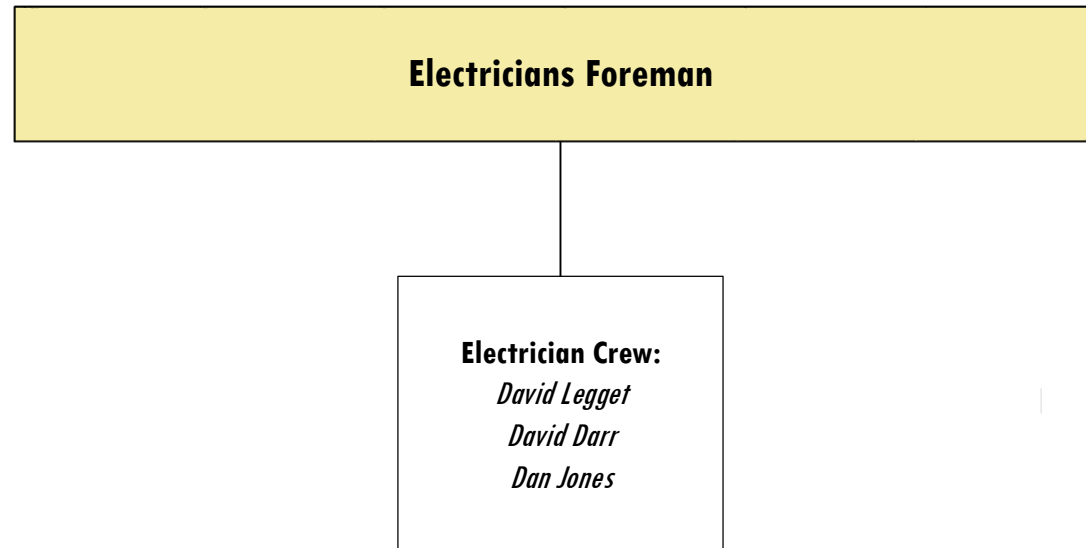 Electricians Foreman
Electrician Crew:
David Legget
David Darr
Dan Jones